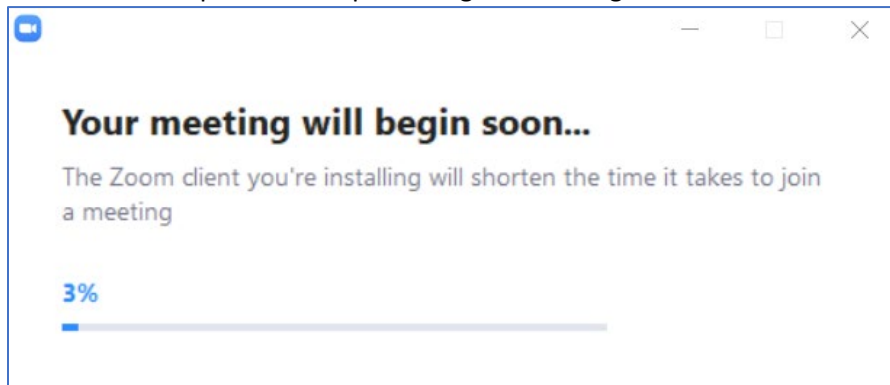 Your meeting will begin soon...
The Zoom client you're installing will shorten the time it takes to join
a meeting
3%